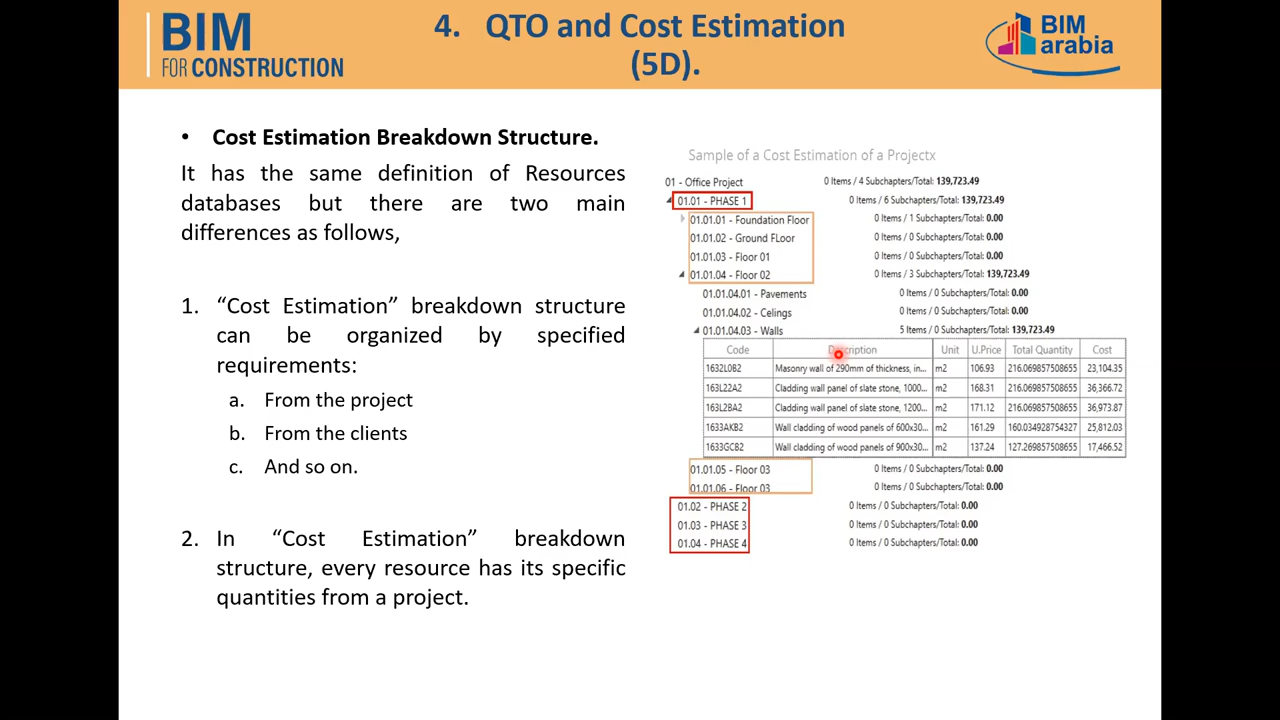 BIM
FOR CONSTRUCTION
4. QTO and Cost Estimation
(5D).
BIM
arabia
• Cost Estimation Breakdown Structure.
It has the same definition of Resources
databases but there are two main
differences as follows,
1. “Cost Estimation” breakdown structure
can be organized by specified
requirements:
a. From the project
b. From the clients
c. And so on.
2. In “Cost Estimation” breakdown
structure, every resource has its specific
quantities from a project.
Sample of a Cost Estimation of a Projectx
01 - Office Project 0 Items / 4 Subchapters/Total: 139,723.49
01.01 - PHASE 1 0 Items / 6 Subchapters/Total: 139,723.49
01.01.01 - Foundation Floor 0 Items / 1 Subchapters/Total: 0.00
01.01.02 - Ground FLoor 0 Items / 0 Subchapters/Total: 0.00
01.01.03 - Floor 01 0 Items / 0 Subchapters/Total: 0.00
01.01.04 - Floor 02 0 Items / 3 Subchapters/Total: 139,723.49
01.01.04.01 - Pavements 0 Items / 0 Subchapters/Total: 0.00
01.01.04.02 - Celings 0 Items / 0 Subchapters/Total: 0.00
01.01.04.03 - Walls 5 Items / 0 Subchapters/Total: 139,723.49
Code Description Unit U.Price Total Quantity Cost
1632L0B2 Masonry wall of 290mm of thickness, in... m2 106.93 216.069857508655 23,104.35
163L22A2 Cladding wall panel of slate stone, 1000... m2 168.31 216.069857508655 36,366.72
163L2BA2 Cladding wall panel of slate stone, 1200... m2 171.12 216.069857508655 36,973.87
1633AKB2 Wall cladding of wood panels of 600x30... m2 161.29 160.034928754327 25,812.03
1633GCB2 Wall cladding of wood panels of 900x30... m2 137.24 127.269857508655 17,466.52
01.01.05 - Floor 03 0 Items / 0 Subchapters/Total: 0.00
01.01.06 - Floor 03 0 Items / 0 Subchapters/Total: 0.00
01.02 - PHASE 2 0 Items / 0 Subchapters/Total: 0.00
01.03 - PHASE 3 0 Items / 0 Subchapters/Total: 0.00
01.04 - PHASE 4 0 Items / 0 Subchapters/Total: 0.00